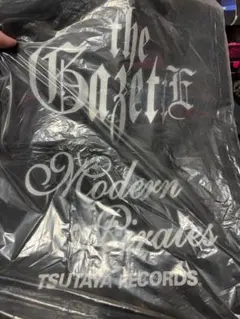 the
GazettE
Modern
Pirates
TSUTAYA RECORDS